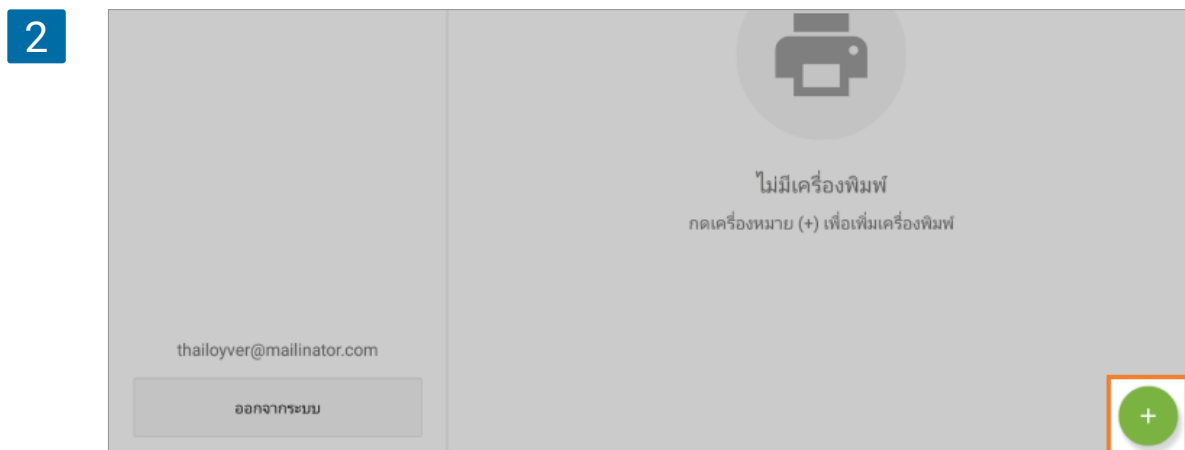 2
ไม่มีเครื่องพิมพ์
กดเครื่องหมาย (+) เพื่อเพิ่มเครื่องพิมพ์
thailoyver@mailinator.com
ออกจากระบบ
+